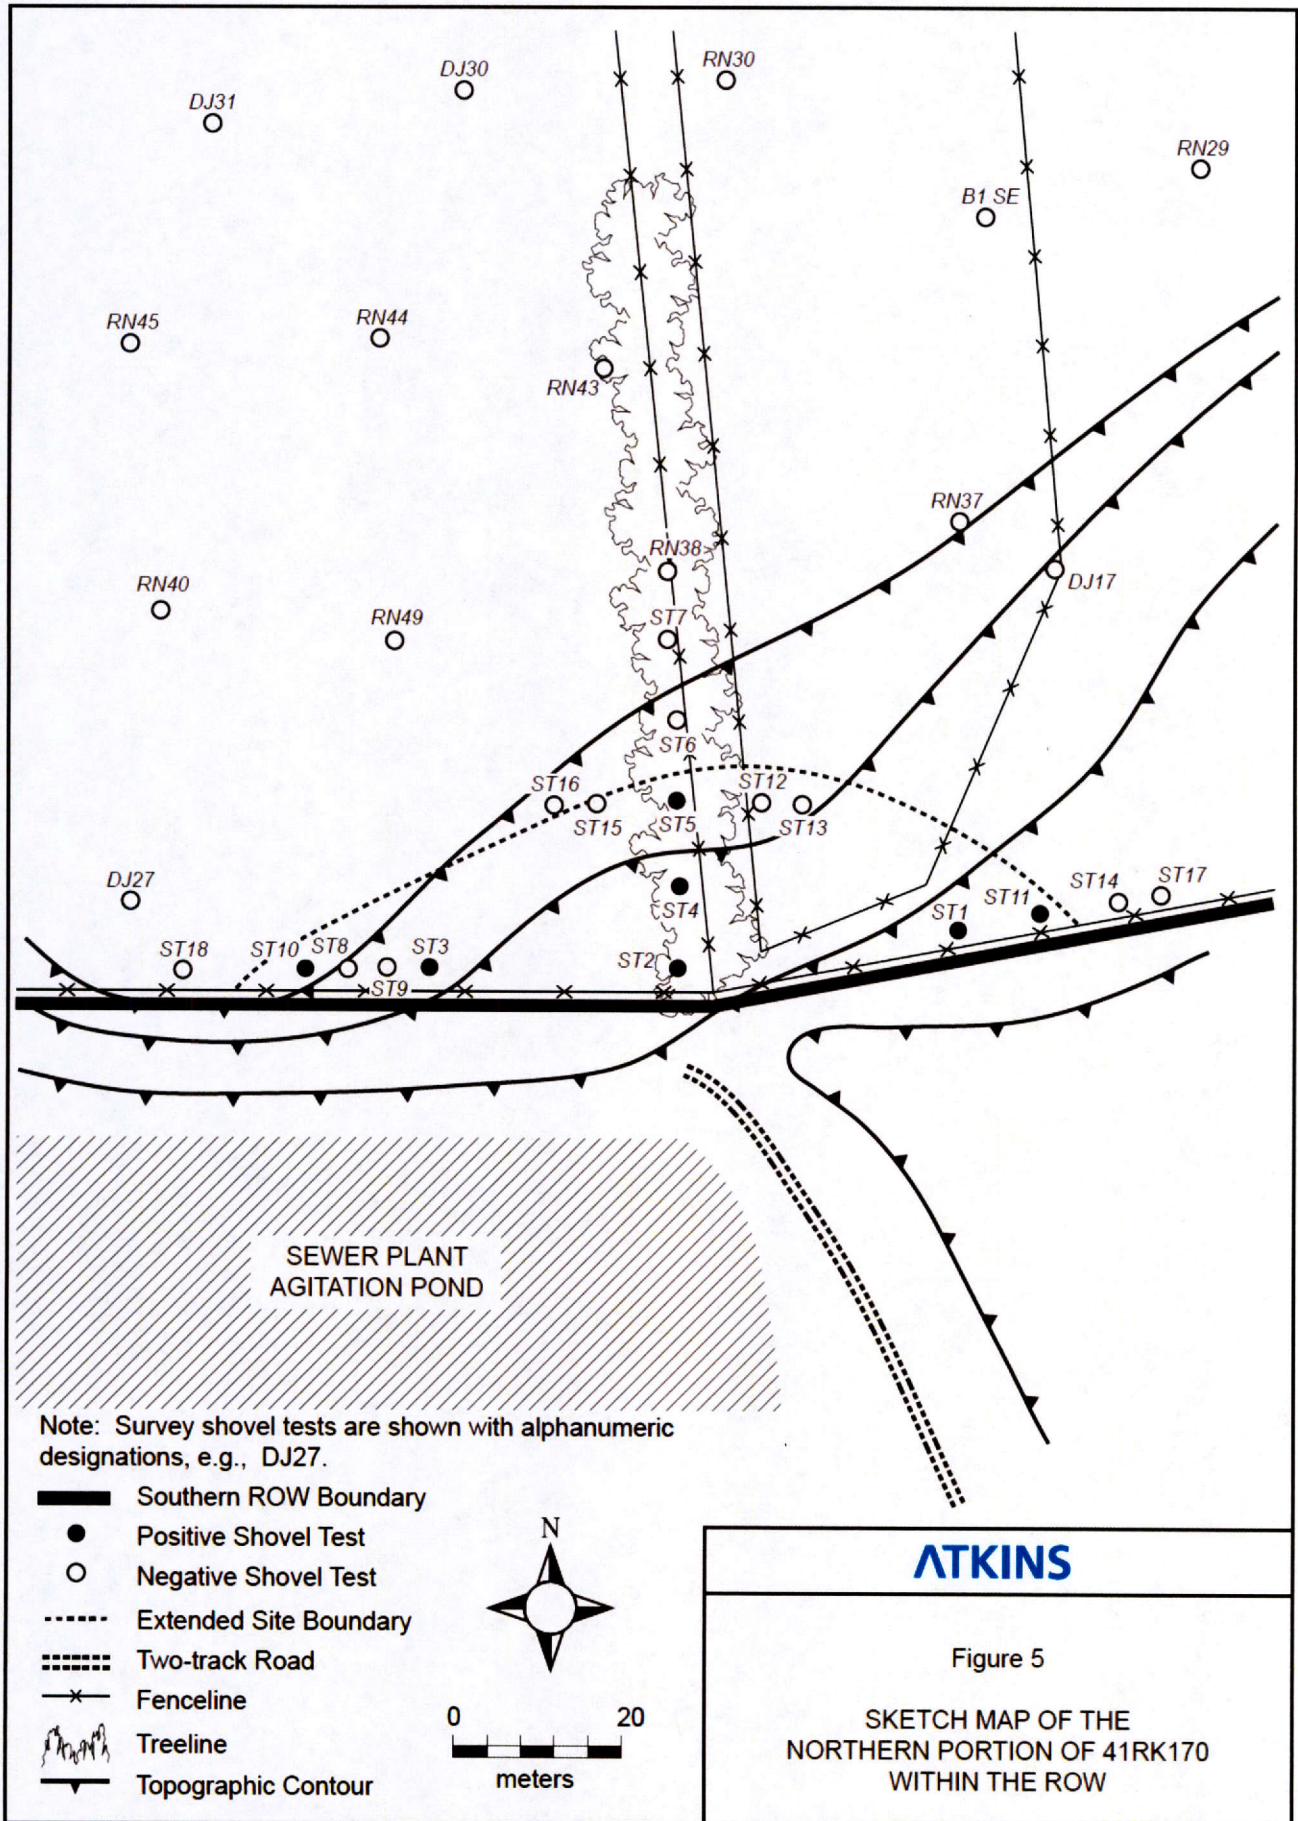 DJ30
RN30
DJ31
RN29
B1 SE
RN45
RN44
RN43
RN37
RN38
DJ17
RN40
RN49
ST7
ST6
ST16
ST12
ST15
ST5
ST13
DJ27
ST4
ST14
ST17
ST11
ST1
ST18
ST10
ST8
ST3
ST2
ST9
SEWER PLANT
AGITATION POND
Note: Survey shovel tests are shown with alphanumeric
designations, e.g., DJ27.
Southern ROW Boundary
Positive Shovel Test
Negative Shovel Test
Extended Site Boundary
Two-track Road
Fenceline
Treeline
Topographic Contour
N
0 20
meters
ATKINS
Figure 5
SKETCH MAP OF THE
NORTHERN PORTION OF 41RK170
WITHIN THE ROW